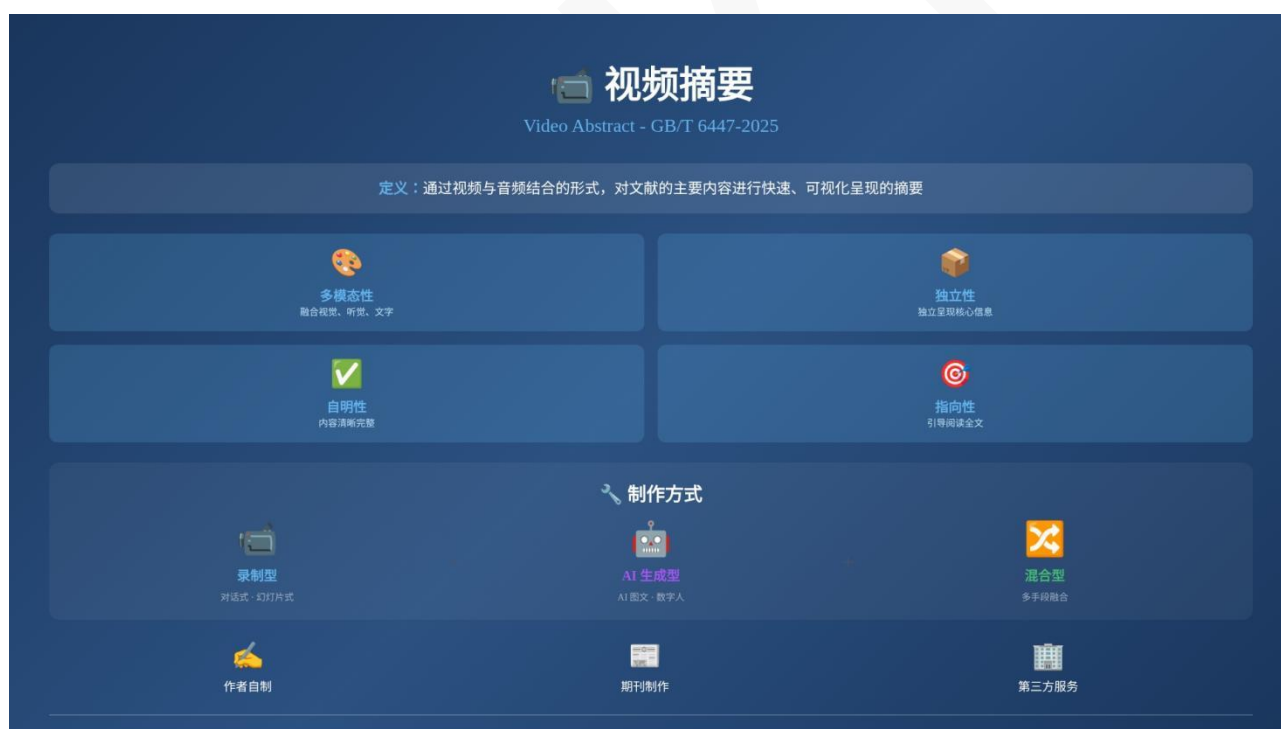 视频摘要
Video Abstract - GB/T 6447-2025
定义：通过视频与音频结合的形式，对文献的主要内容进行快速、可视化呈现的摘要
多模态性
融合视觉、听觉、文字
独立性
独立呈现核心信息
自明性
内容清晰完整
指向性
引导阅读全文
制作方式
录制型
对话式 · 幻灯片式
AI 生成型
AI 图文 · 数字人
混合型
多手段融合
作者自制
期刊制作
第三方服务